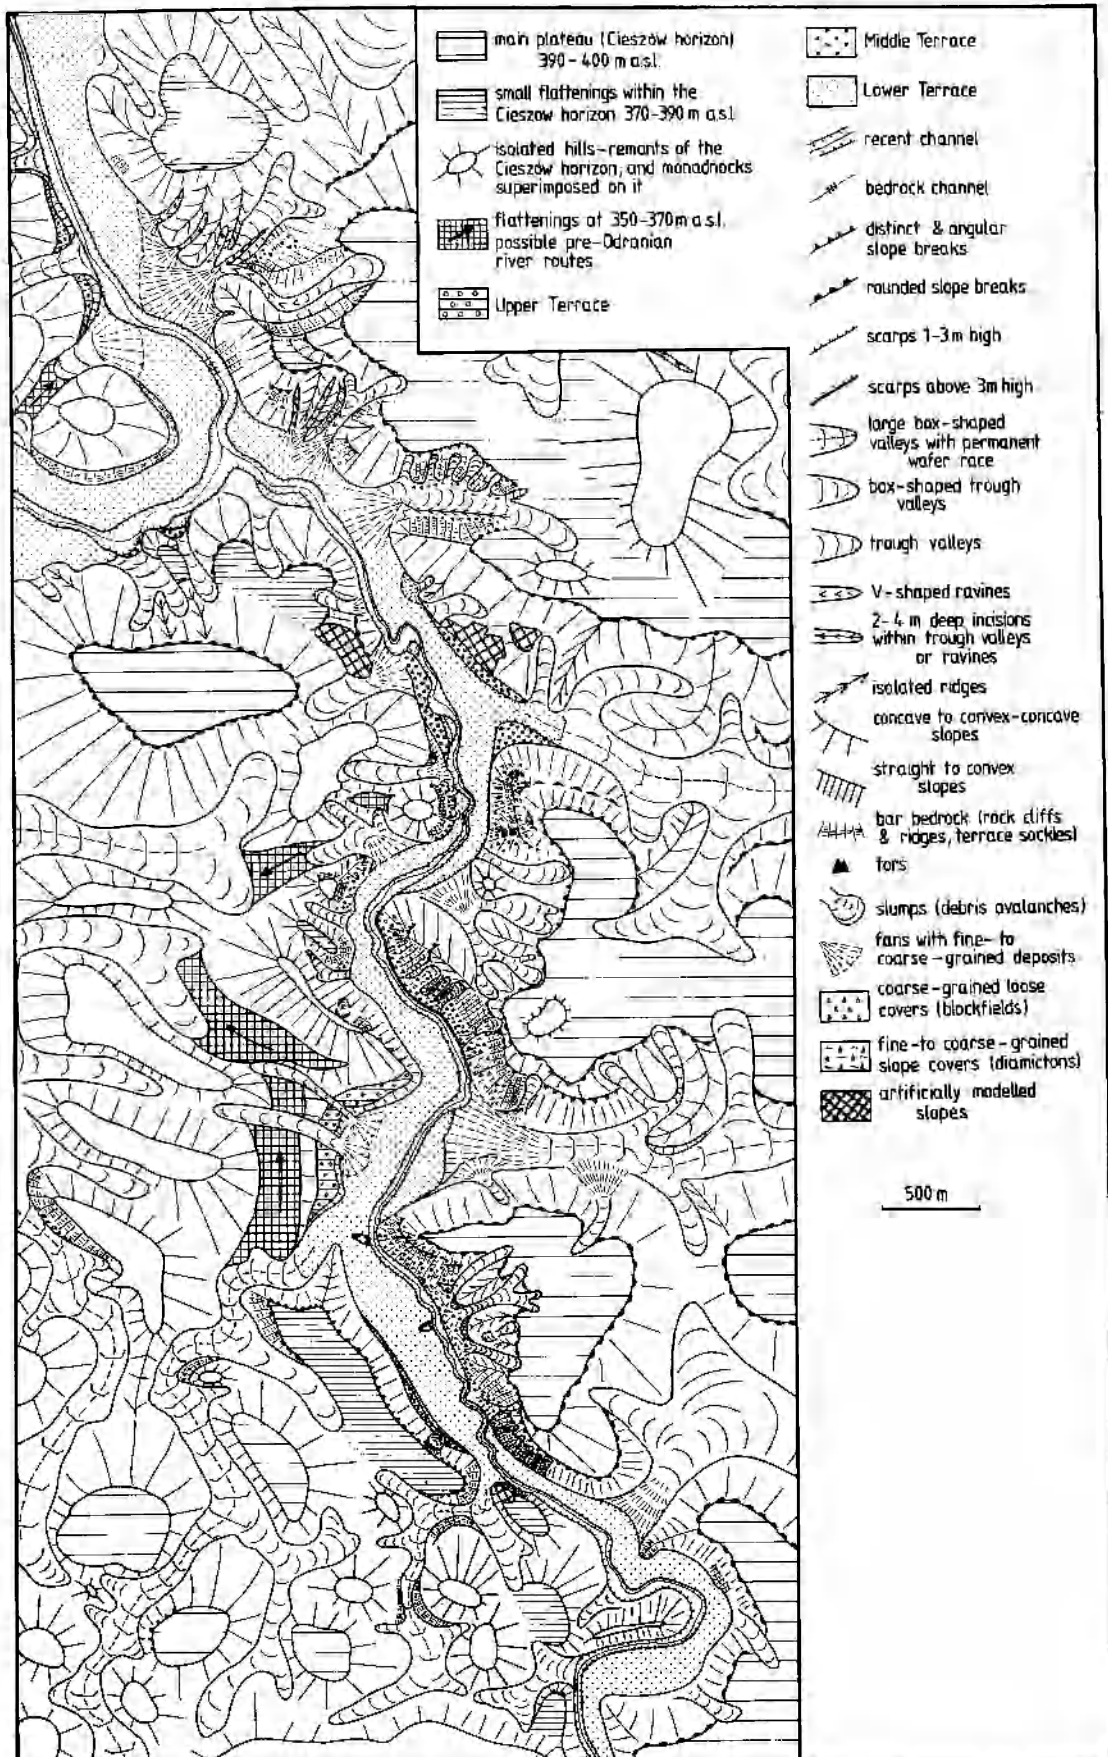 main plateau (Cieszów horizon)
390-400 m a.s.l.
small flattenings within the
Cieszow horizon 370-390 m a.s.l
isolated hills-remants of the
Cieszów horizon, and monadnocks
superimposed on it
flattenings at 350-370m a.s.l.
possible pre-Odranian
river routes
Upper Terrace
Middle Terrace
Lower Terrace
recent channel
bedrock channel
distinct & angular
slope breaks
rounded slope breaks
scarps 1-3m high
scarps above 3m high
large box-shaped
valleys with permanent
wafer race
box-shaped trough
valleys
trough valleys
V-shaped ravines
2-4 m deep incisions
within trough valleys
or ravines
isolated ridges
concave to convex-concave
slopes
straight to convex
slopes
bar bedrock (rock cliffs
& ridges, terrace sockles)
tors
slumps (debris avalanches)
fans with fine- to
coarse-grained deposits
coarse-grained loose
covers (blockfields)
fine-to coarse-grained
slope covers (diamictons)
artificially modelled
slopes
500 m